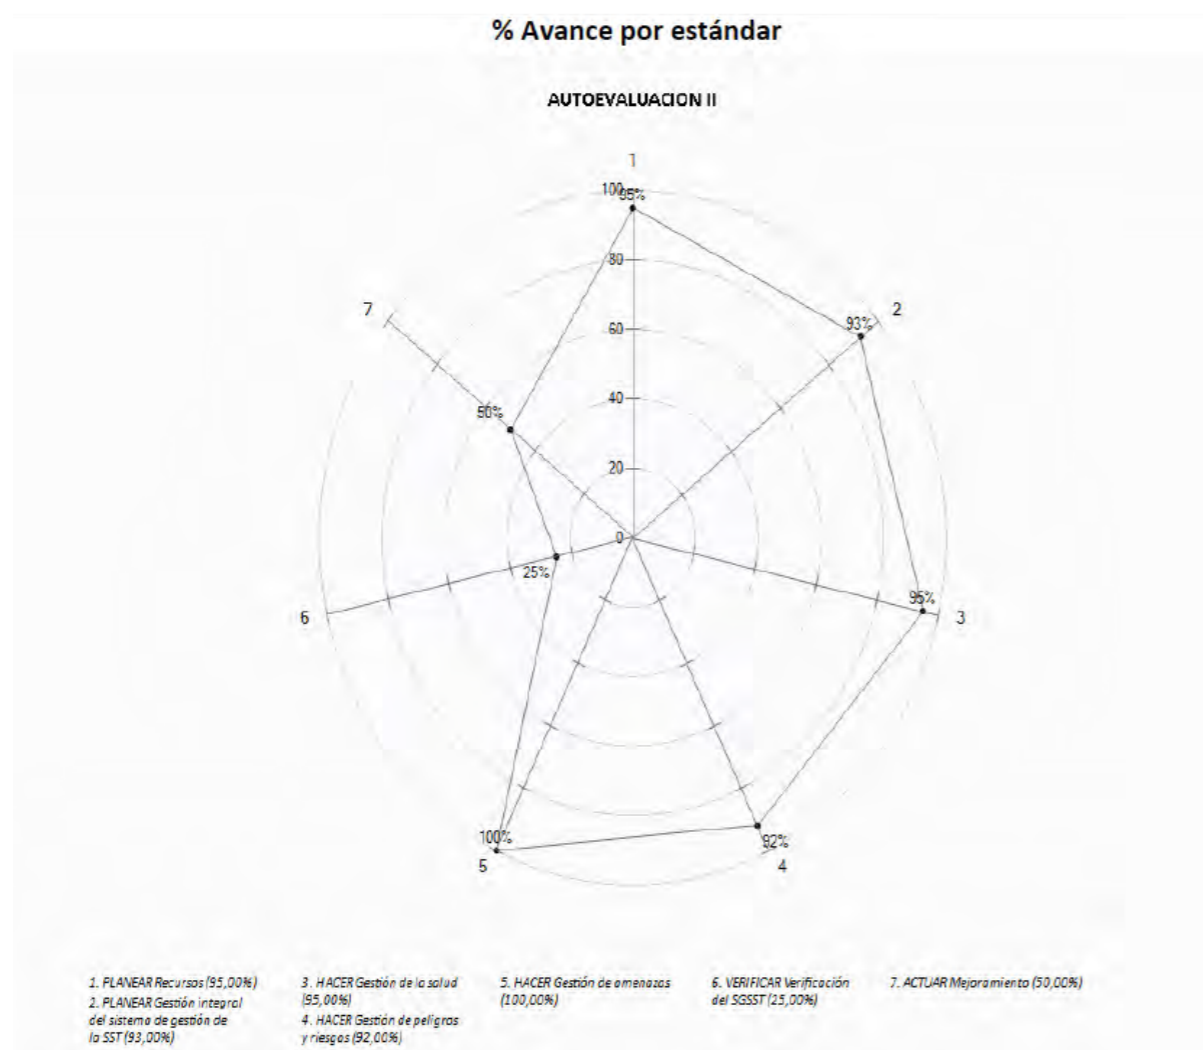 % Avance por estándar
AUTOEVALUACION II
1
100
95%
80
60
40
20
0
2
93%
3
95%
4
92%
5
100%
6
25%
7
50%
1. PLANEAR Recursos (95,00%)
2. PLANEAR Gestión integral
del sistema de gestión de
la SST (93,00%)
3. HACER Gestión de la salud
(95,00%)
4. HACER Gestión de peligros
y riesgos (92,00%)
5. HACER Gestión de amenazas
(100,00%)
6. VERIFICAR Verificación
del SGSST (25,00%)
7. ACTUAR Mejoramiento (50,00%)